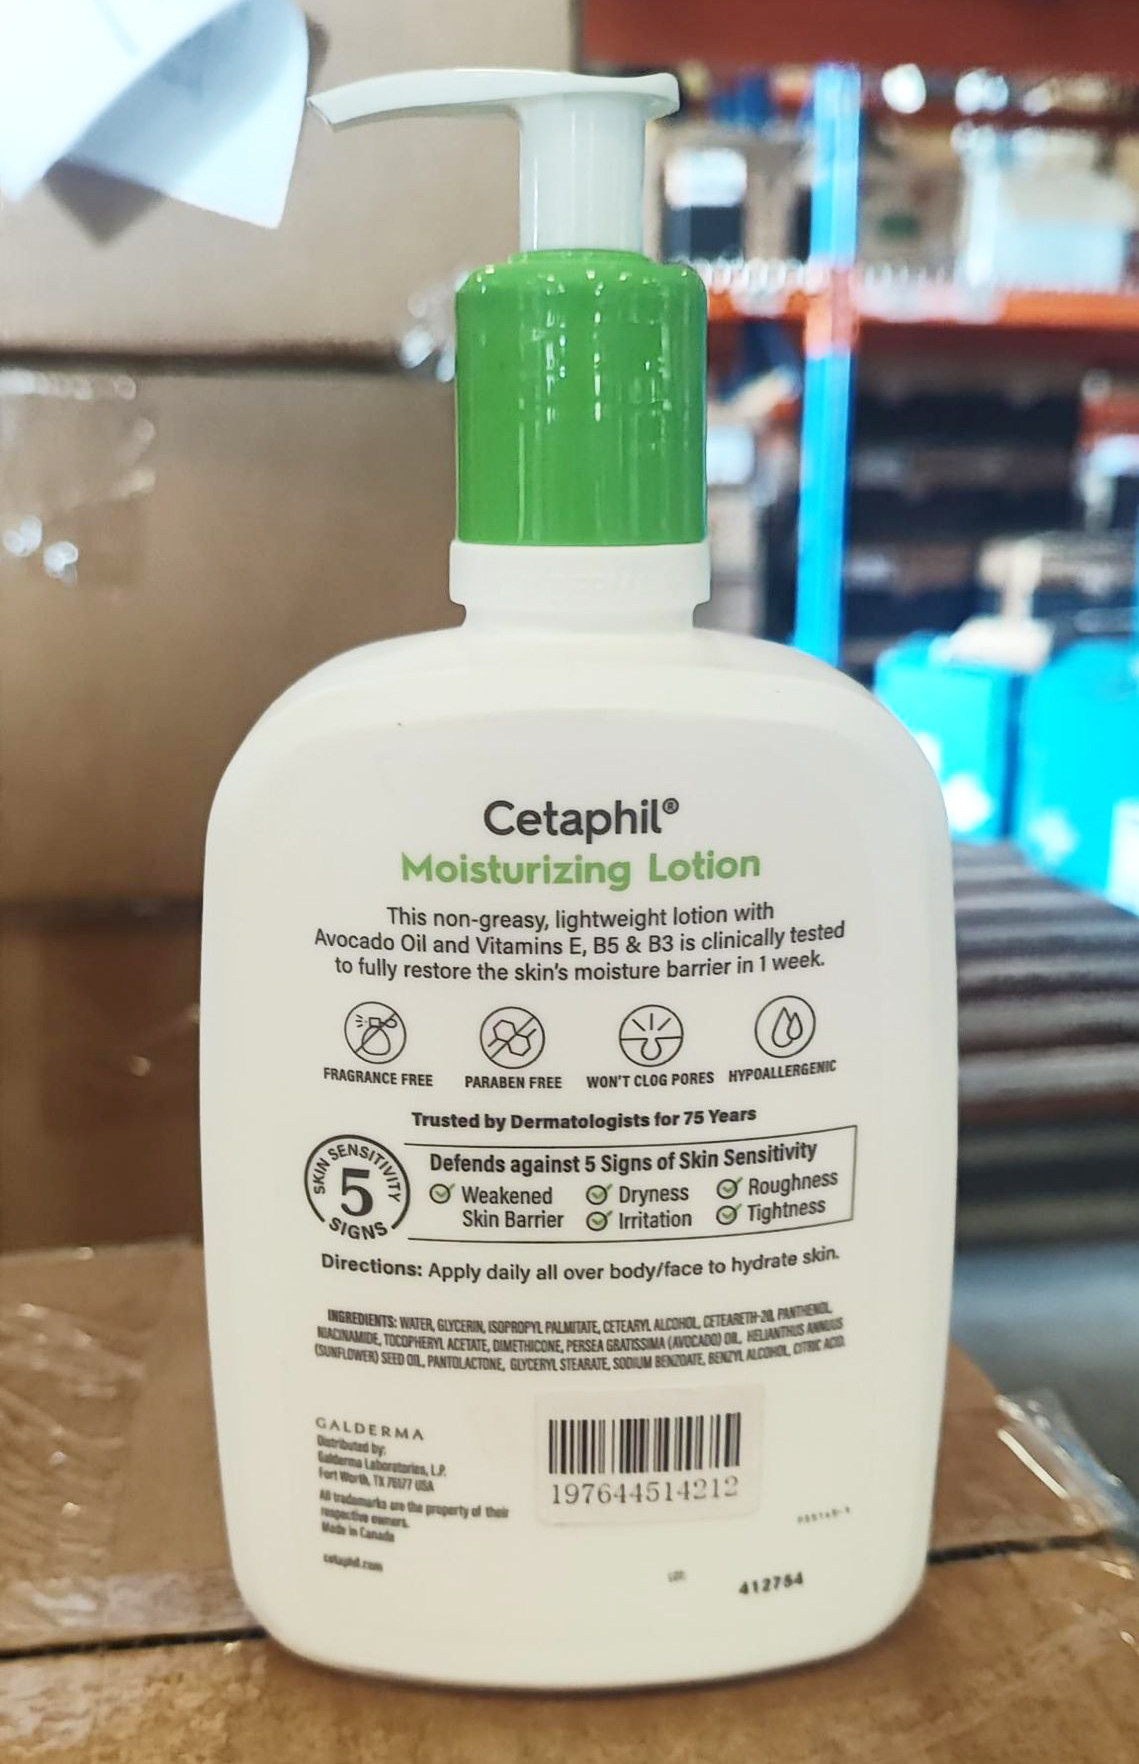 Cetaphil®
Moisturizing Lotion
This non-greasy, lightweight lotion with
Avocado Oil and Vitamins E, B5 & B3 is clinically tested
to fully restore the skin's moisture barrier in 1 week.
FRAGRANCE FREE PARABEN FREE WON'T CLOG PORES HYPOALLERGENIC
Trusted by Dermatologists for 75 Years
SKIN SENSITIVITY
5
SIGNS
Defends against 5 Signs of Skin Sensitivity
Weakened Dryness Roughness
Skin Barrier Irritation Tightness
Directions: Apply daily all over body/face to hydrate skin.
INGREDIENTS: WATER, GLYCERIN, ISOPROPYL PALMITATE, CETEARYL ALCOHOL, CETEARETH-20, PANTHENOL,
NIACINAMIDE, TOCOPHERYL ACETATE, DIMETHICONE, PERSEA GRATISSIMA (AVOCADO) OIL, HELIANTHUS ANNUUS
(SUNFLOWER) SEED OIL, PANTOLACTONE, GLYCERYL STEARATE, SODIUM BENZOATE, BENZYL ALCOHOL, CITRIC ACID.
GALDERMA
Distributed by:
Galderma Laboratories, L.P.
Fort Worth, TX 76177 USA
All trademarks are the property of their
respective owners.
Made in Canada
cetaphil.com
197644514212
LOT:
412754